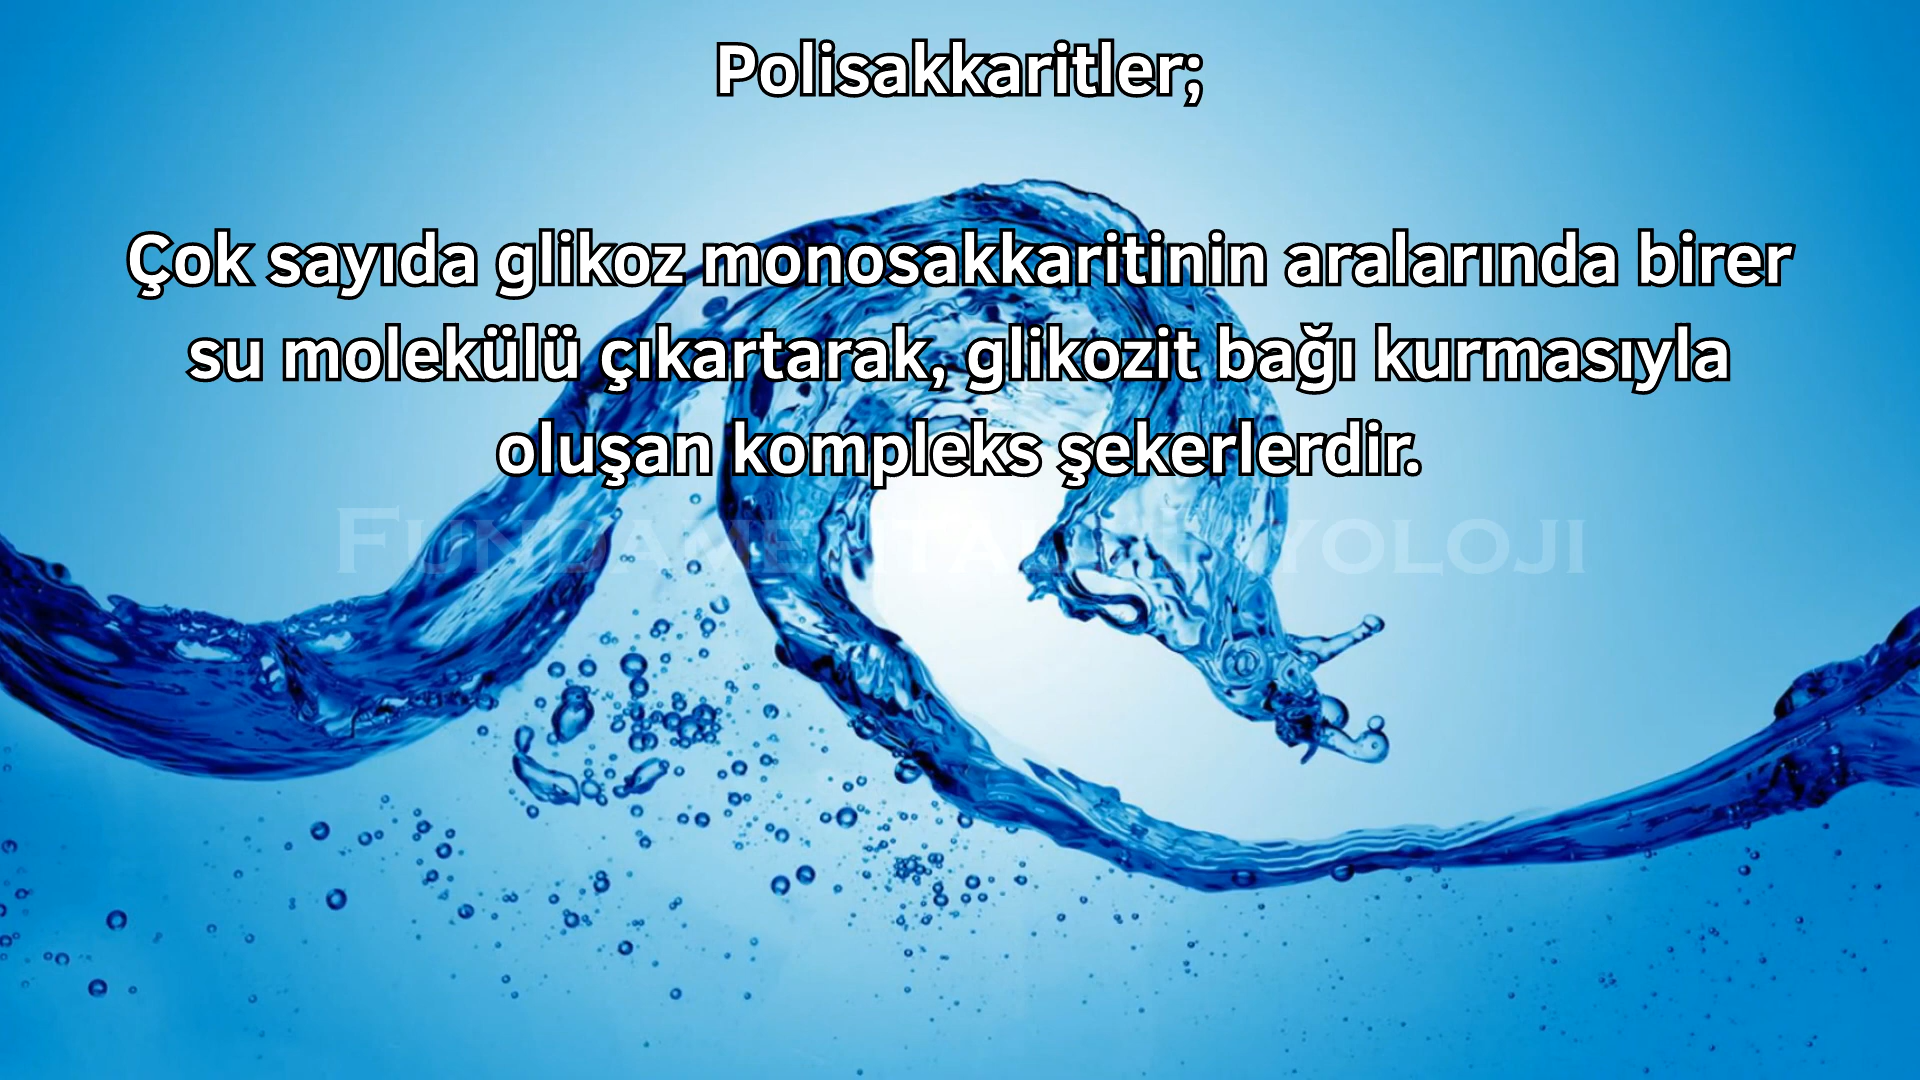 Polisakkaritler;
Çok sayıda glikoz monosakkaritinin aralarında birer
su molekülü çıkartarak, glikozit bağı kurmasıyla
oluşan kompleks şekerlerdir.